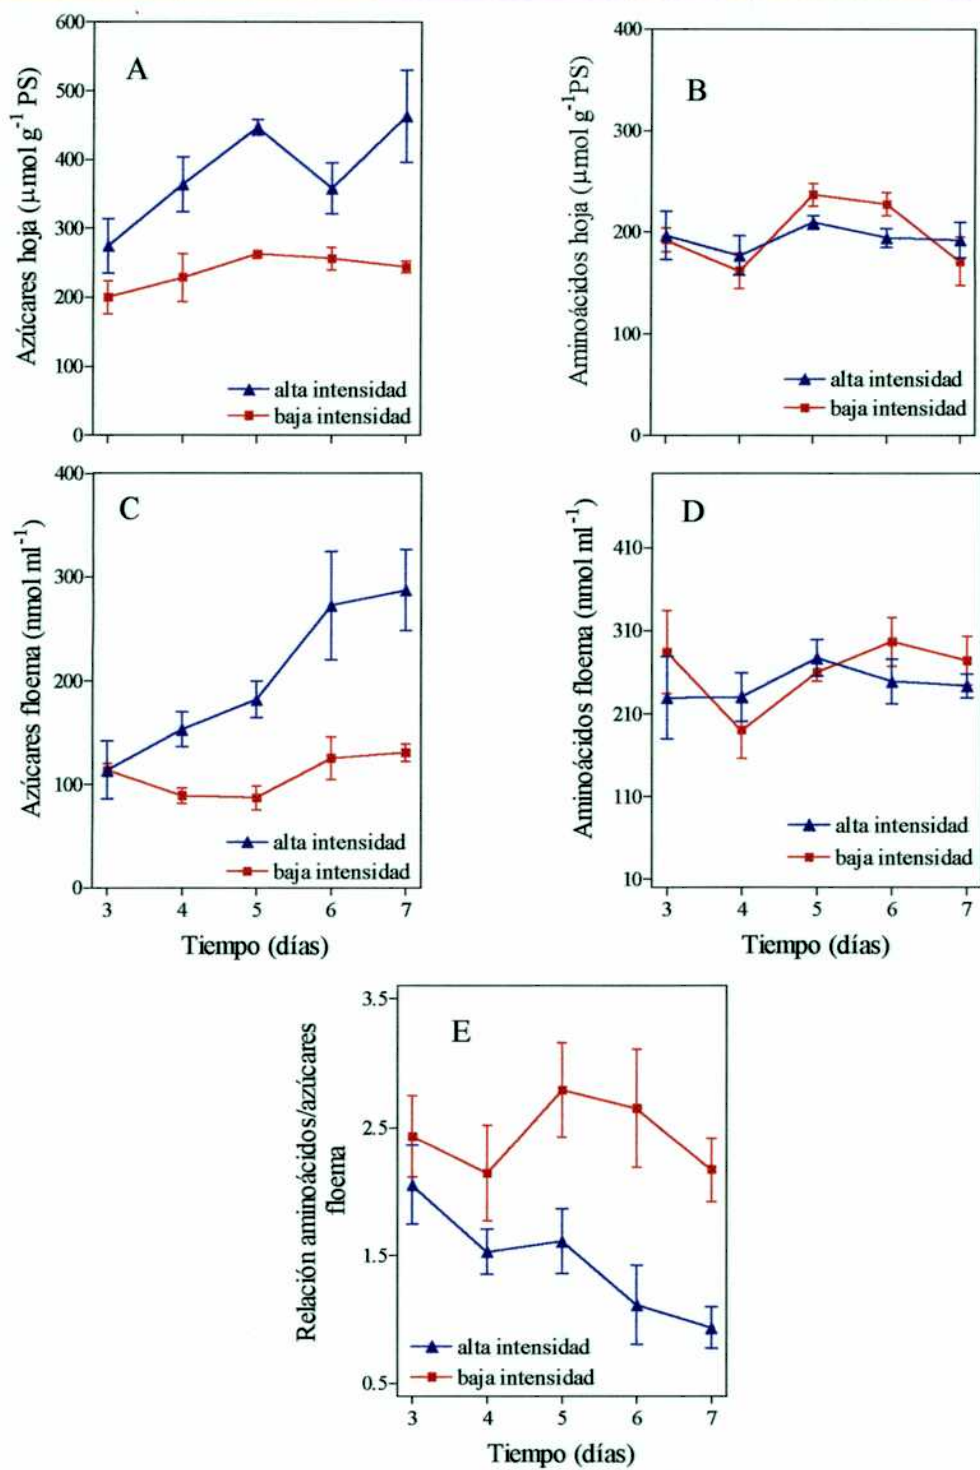 A
Azúcares hoja (μmol g⁻¹ PS)
600
500
400
300
200
100
0
alta intensidad
baja intensidad
B
Aminoácidos hoja (μmol g⁻¹PS)
400
300
200
100
0
alta intensidad
baja intensidad
C
Azúcares floema (nmol ml⁻¹)
400
300
200
100
0
alta intensidad
baja intensidad
3 4 5 6 7
Tiempo (días)
D
Aminoácidos floema (nmol ml⁻¹)
410
310
210
110
10
alta intensidad
baja intensidad
3 4 5 6 7
Tiempo (días)
E
Relación aminoácidos/azúcares
floema
3.5
2.5
1.5
0.5
alta intensidad
baja intensidad
3 4 5 6 7
Tiempo (días)